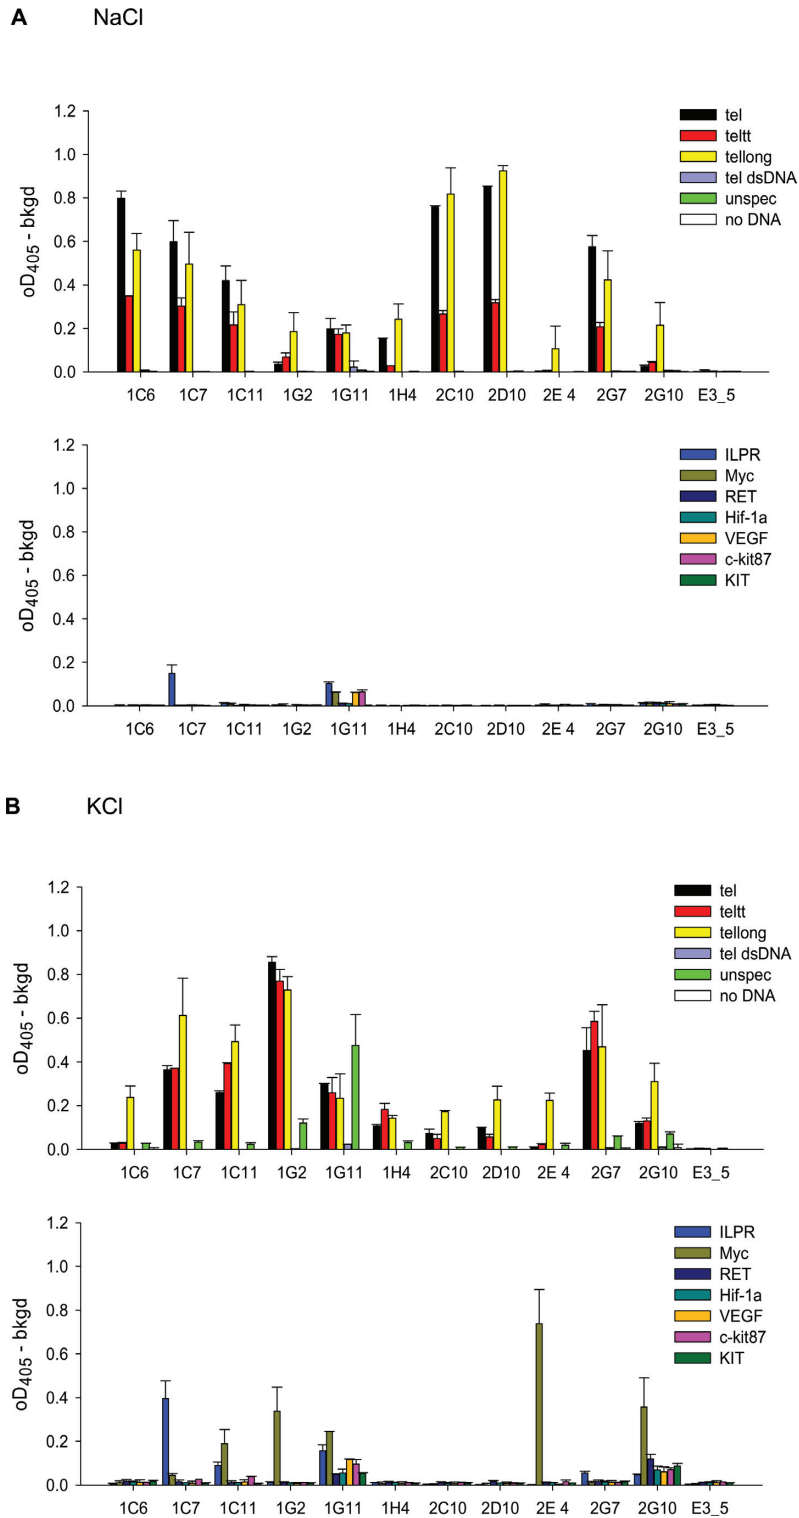 A NaCl
1.2
1.0
0.8
0.6
0.4
0.2
0.0
oD405 - bkgd
tel
teltt
tellong
tel dsDNA
unspec
no DNA
1C6 1C7 1C11 1G2 1G11 1H4 2C10 2D10 2E 4 2G7 2G10 E3_5
1.2
1.0
0.8
0.6
0.4
0.2
0.0
oD405 - bkgd
ILPR
Myc
RET
Hif-1a
VEGF
c-kit87
KIT
1C6 1C7 1C11 1G2 1G11 1H4 2C10 2D10 2E 4 2G7 2G10 E3_5
B KCl
1.2
1.0
0.8
0.6
0.4
0.2
0.0
oD405 - bkgd
tel
teltt
tellong
tel dsDNA
unspec
no DNA
1C6 1C7 1C11 1G2 1G11 1H4 2C10 2D10 2E 4 2G7 2G10 E3_5
1.2
1.0
0.8
0.6
0.4
0.2
0.0
oD405 - bkgd
ILPR
Myc
RET
Hif-1a
VEGF
c-kit87
KIT
1C6 1C7 1C11 1G2 1G11 1H4 2C10 2D10 2E 4 2G7 2G10 E3_5